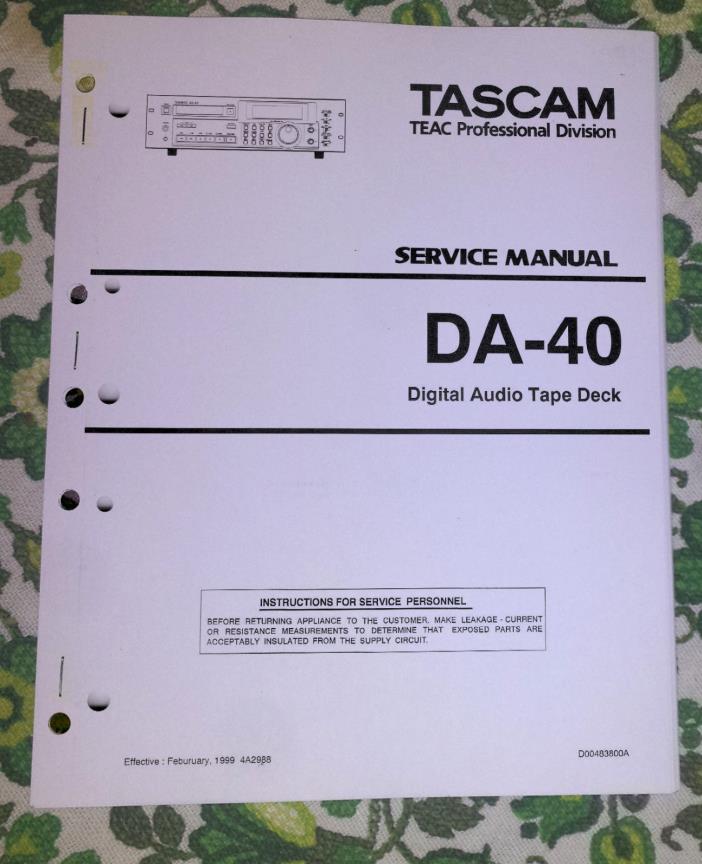 TASCAM
TEAC Professional Division
SERVICE MANUAL
DA-40
Digital Audio Tape Deck
INSTRUCTIONS FOR SERVICE PERSONNEL
BEFORE RETURNING APPLIANCE TO THE CUSTOMER, MAKE LEAKAGE - CURRENT
OR RESISTANCE MEASUREMENTS TO DETERMINE THAT EXPOSED PARTS ARE
ACCEPTABLY INSULATED FROM THE SUPPLY CIRCUIT.
Effective : Feburuary, 1999 4A2988
D00483800A